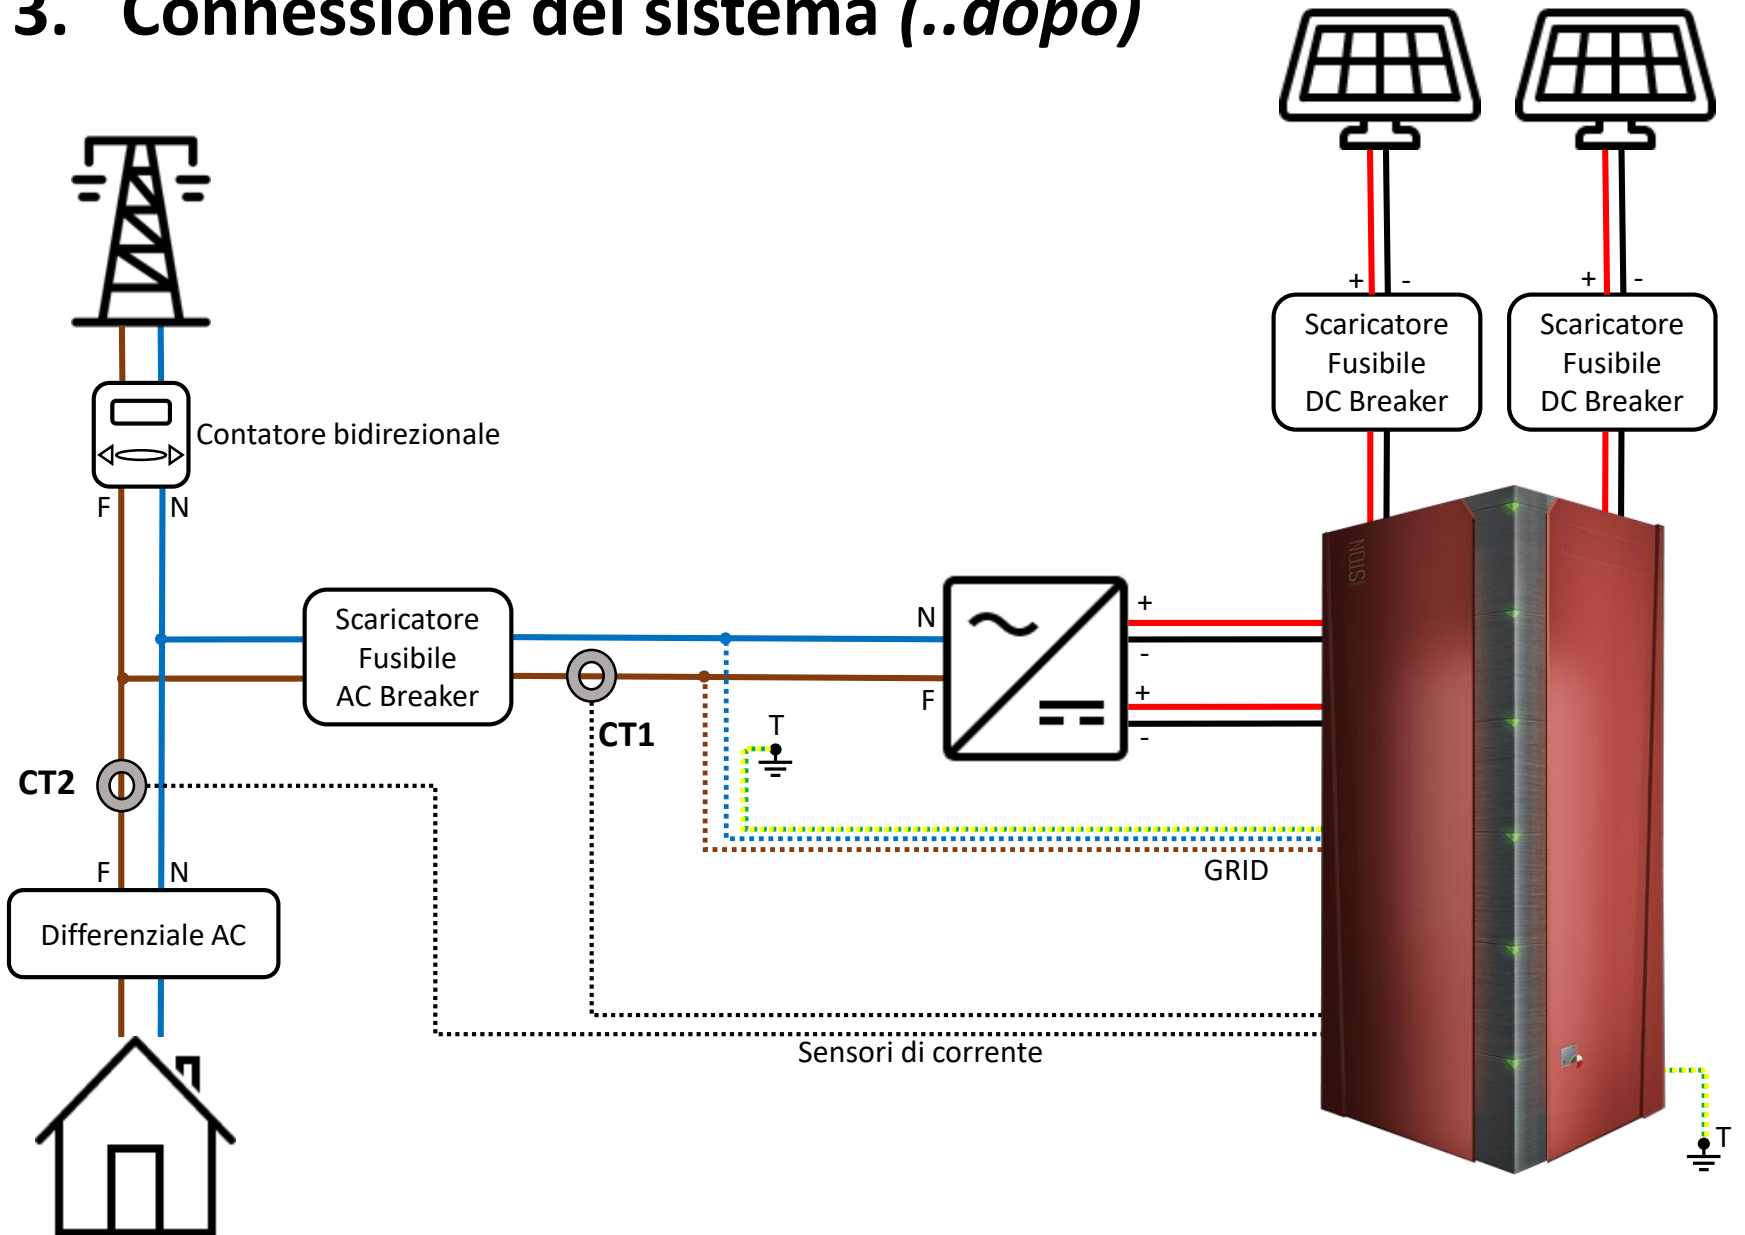 3. Connessione del sistema (..dopo)
+ -
+ -
Scaricatore
Fusibile
DC Breaker
Scaricatore
Fusibile
DC Breaker
Contatore bidirezionale
F N
Scaricatore
Fusibile
AC Breaker
N
F
+
-
+
-
CT1
T
CT2
GRID
F N
Differenziale AC
Sensori di corrente
T